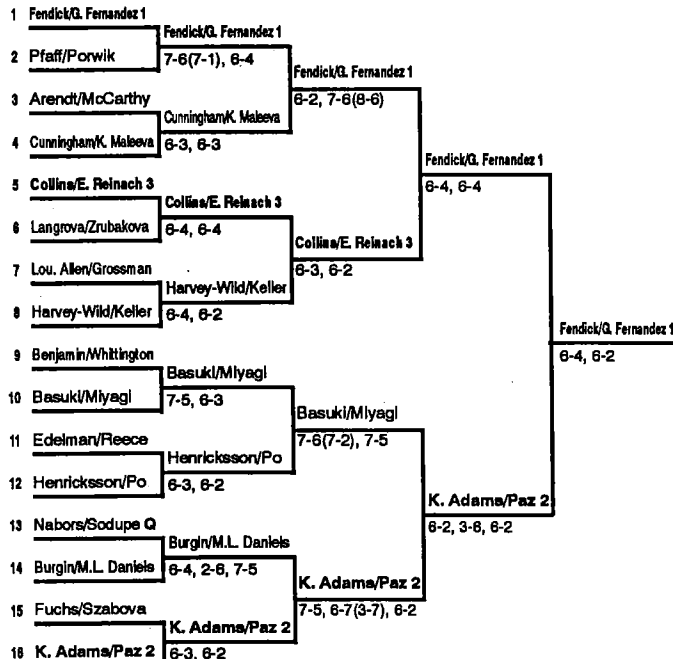 1 Fendick/G. Fernandez 1
Fendick/G. Fernandez 1
2 Pfaff/Porwik
7-6(7-1), 6-4
Fendick/G. Fernandez 1
6-2, 7-6(8-6)
3 Arendt/McCarthy
Cunningham/K. Maleeva
4 Cunningham/K. Maleeva
6-3, 6-3
Fendick/G. Fernandez 1
6-4, 6-4
5 Collins/E. Reinach 3
Collins/E. Reinach 3
6 Langrova/Zrubakova
6-4, 6-4
Collins/E. Reinach 3
6-3, 6-2
7 Lou. Allen/Grossman
Harvey-Wild/Keller
8 Harvey-Wild/Keller
6-4, 6-2
Fendick/G. Fernandez 1
6-4, 6-2
9 Benjamin/Whittington
Basuki/Miyagi
10 Basuki/Miyagi
7-5, 6-3
Basuki/Miyagi
7-6(7-2), 7-5
11 Edelman/Reece
Henricksson/Po
12 Henricksson/Po
6-3, 6-2
K. Adams/Paz 2
6-2, 3-6, 6-2
13 Nabors/Sodupe Q
Burgin/M.L. Daniels
14 Burgin/M.L. Daniels
6-4, 2-6, 7-5
K. Adams/Paz 2
7-5, 6-7(3-7), 6-2
15 Fuchs/Szabova
K. Adams/Paz 2
16 K. Adams/Paz 2
6-3, 6-2